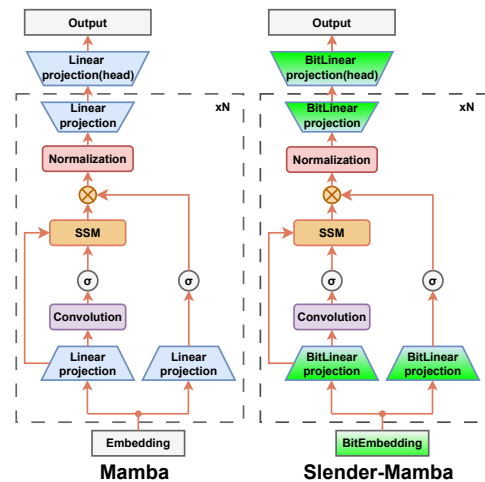 Output
Linear
projection(head)
xN
Linear
projection
Normalization
SSM
σ
σ
Convolution
Linear
projection
Linear
projection
Embedding
Mamba
Output
BitLinear
projection(head)
xN
BitLinear
projection
Normalization
SSM
σ
σ
Convolution
BitLinear
projection
BitLinear
projection
BitEmbedding
Slender-Mamba